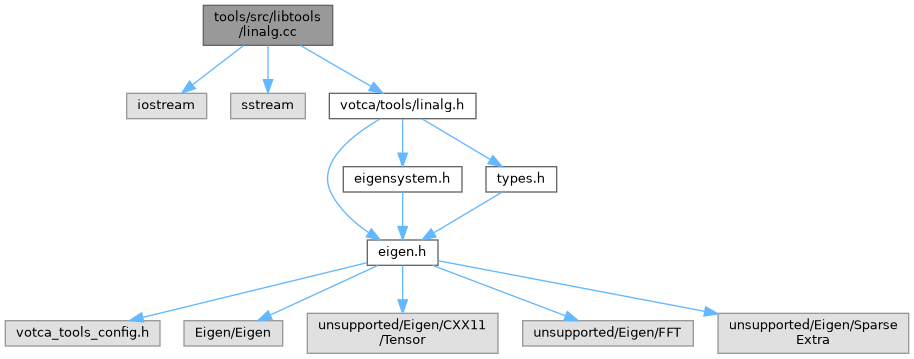 tools/src/libtools
/linalg.cc
iostream
sstream
votca/tools/linalg.h
eigensystem.h
types.h
eigen.h
votca_tools_config.h
Eigen/Eigen
unsupported/Eigen/CXX11
/Tensor
unsupported/Eigen/FFT
unsupported/Eigen/Sparse
Extra